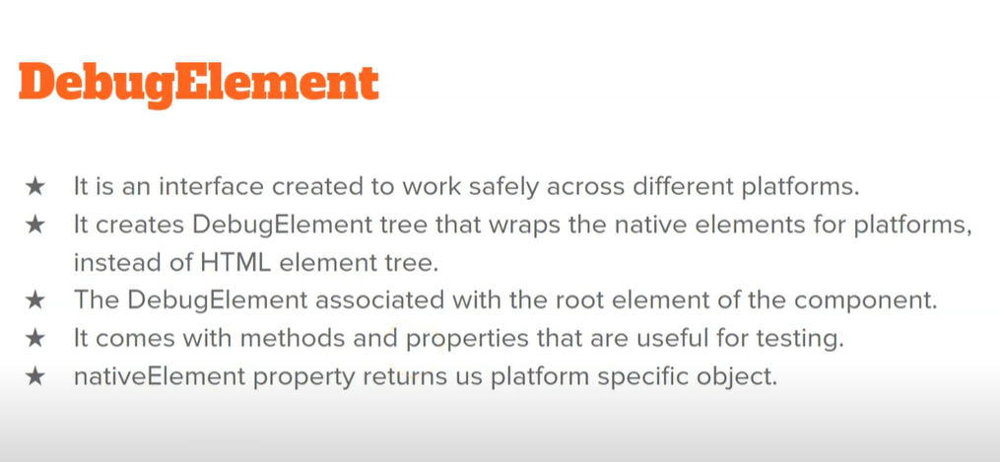 DebugElement
★ It is an interface created to work safely across different platforms.
★ It creates DebugElement tree that wraps the native elements for platforms,
instead of HTML element tree.
★ The DebugElement associated with the root element of the component.
★ It comes with methods and properties that are useful for testing.
★ nativeElement property returns us platform specific object.